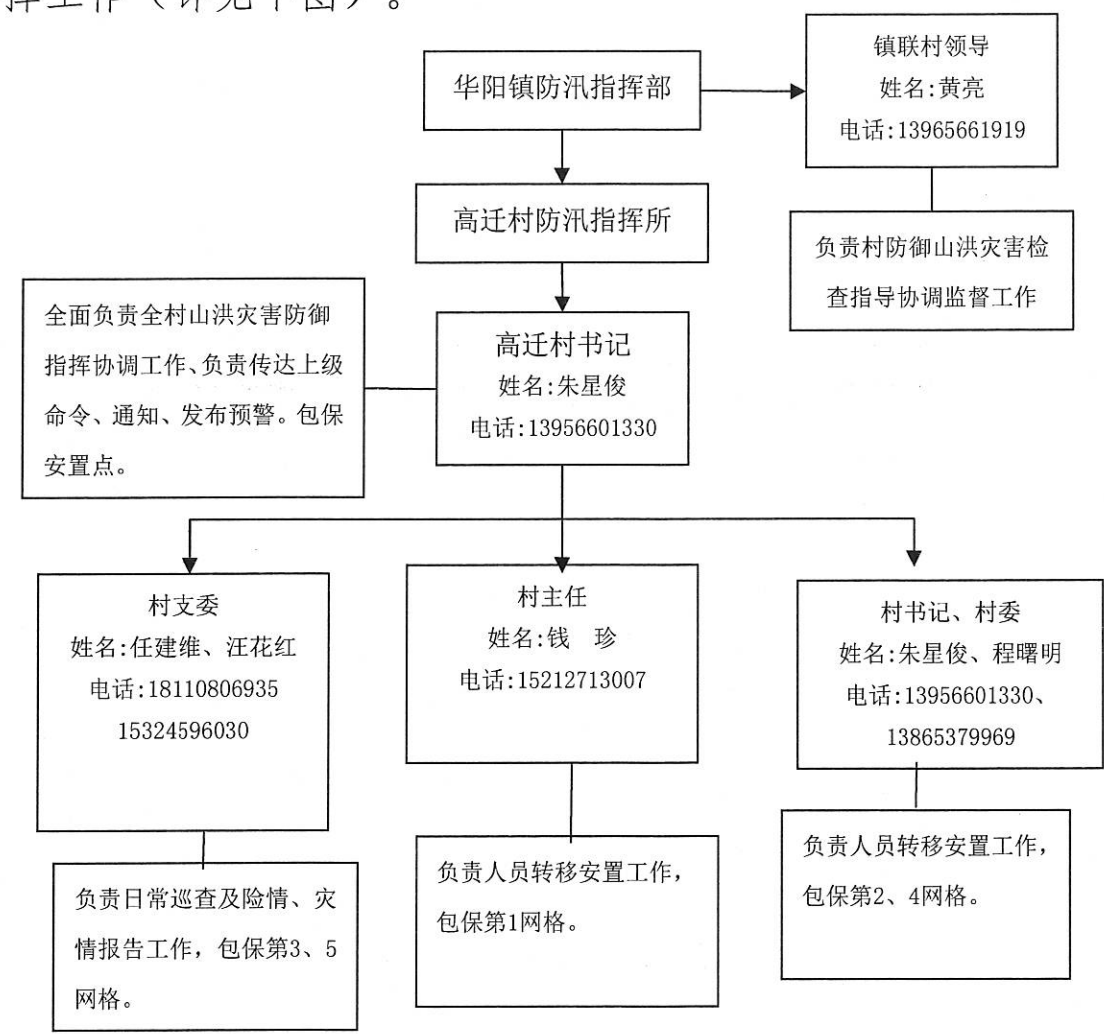 挥工作（详见下图）。
华阳镇防汛指挥部
镇联村领导
姓名:黄亮
电话:13965661919
高迁村防汛指挥所
负责村防御山洪灾害检
查指导协调监督工作
全面负责全村山洪灾害防御
指挥协调工作、负责传达上级
命令、通知、发布预警。包保
安置点。
高迁村书记
姓名:朱星俊
电话:13956601330
村支委
姓名:任建维、汪花红
电话:18110806935
15324596030
村主任
姓名:钱　珍
电话:15212713007
村书记、村委
姓名:朱星俊、程曙明
电话:13956601330、
13865379969
负责日常巡查及险情、灾
情报告工作，包保第3、5
网格。
负责人员转移安置工作，
包保第1网格。
负责人员转移安置工作，
包保第2、4网格。